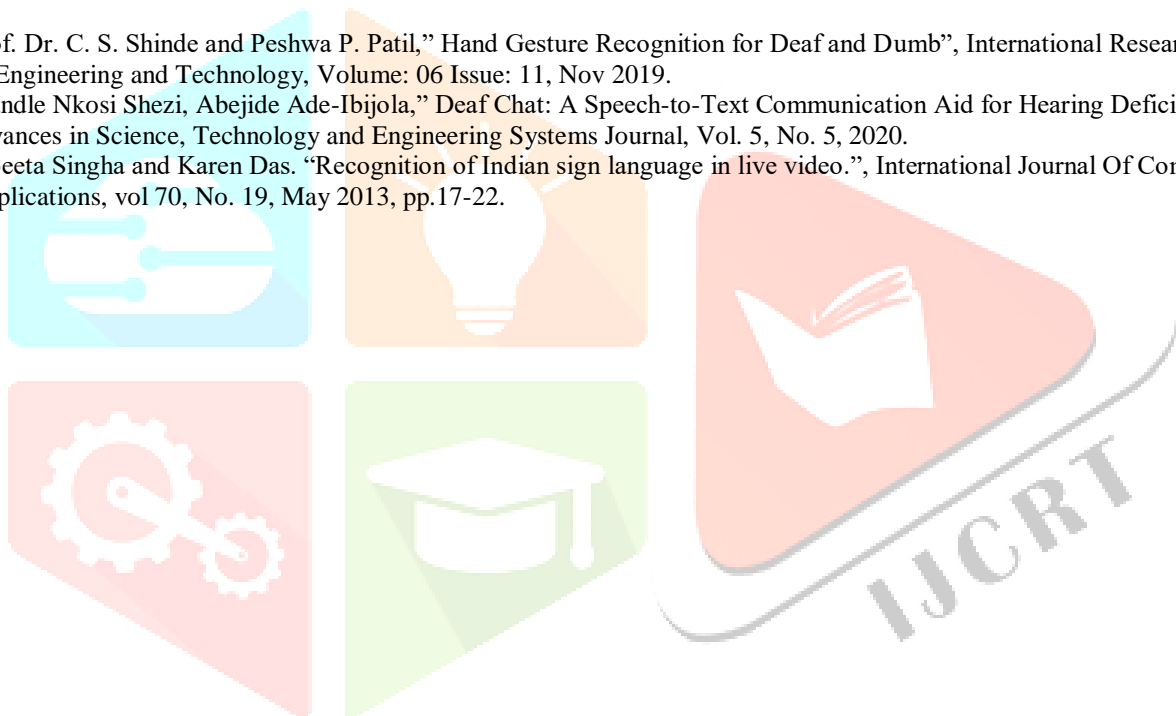 of. Dr. C. S. Shinde and Peshwa P. Patil,” Hand Gesture Recognition for Deaf and Dumb”, International Resear
Engineering and Technology, Volume: 06 Issue: 11, Nov 2019.
ndle Nkosi Shezi, Abejide Ade-Ibijola,” Deaf Chat: A Speech-to-Text Communication Aid for Hearing Defici
vances in Science, Technology and Engineering Systems Journal, Vol. 5, No. 5, 2020.
eeta Singha and Karen Das. “Recognition of Indian sign language in live video.”, International Journal Of Com
plications, vol 70, No. 19, May 2013, pp.17-22.
IJCRT